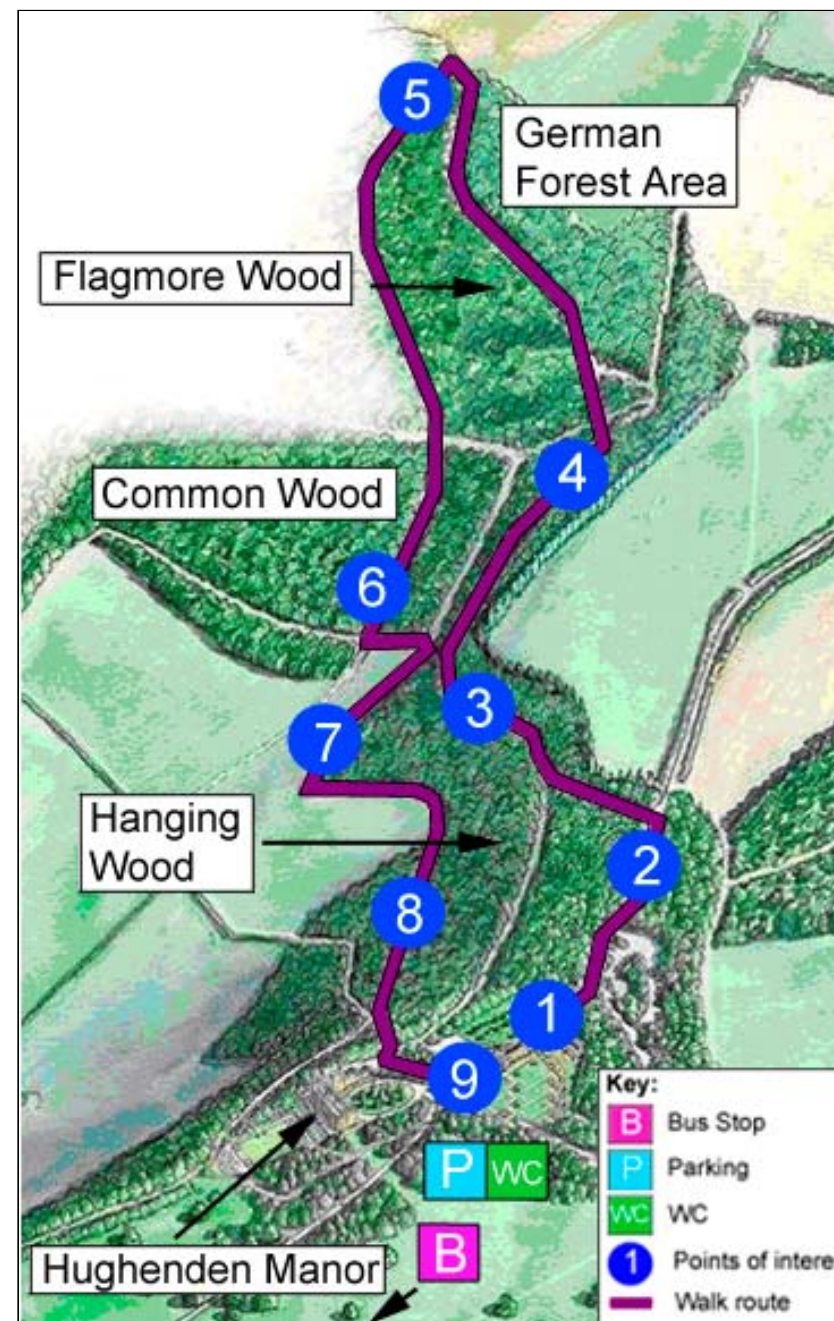 5
German
Forest Area
Flagmore Wood
4
Common Wood
6
3
7
Hanging
Wood
2
8
1
9
P WC
B
Hughenden Manor
Key:
B Bus Stop
P Parking
WC WC
1 Points of intere
Walk route